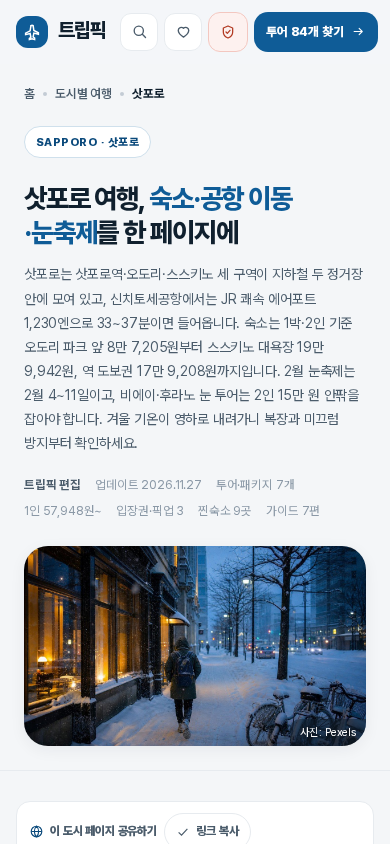 트립픽
투어 84개 찾기 →
홈 • 도시별 여행 • 삿포로
SAPPORO · 삿포로
삿포로 여행, 숙소·공항 이동
·눈축제를 한 페이지에
삿포로는 삿포로역·오도리·스스키노 세 구역이 지하철 두 정거장
안에 모여 있고, 신치토세공항에서는 JR 쾌속 에어포트
1,230엔으로 33~37분이면 들어옵니다. 숙소는 1박·2인 기준
오도리 파크 앞 8만 7,205원부터 스스키노 대욕장 19만
9,942원, 역 도보권 17만 9,208원까지입니다. 2월 눈축제는
2월 4~11일이고, 비에이·후라노 눈 투어는 2인 15만 원 안팎을
잡아야 합니다. 겨울 기온이 영하로 내려가니 복장과 미끄럼
방지부터 확인하세요.
트립픽 편집 업데이트 2026.11.27 투어·패키지 7개
1인 57,948원~ 입장권·픽업 3 찐숙소 9곳 가이드 7편
사진: Pexels
이 도시 페이지 공유하기 링크 복사